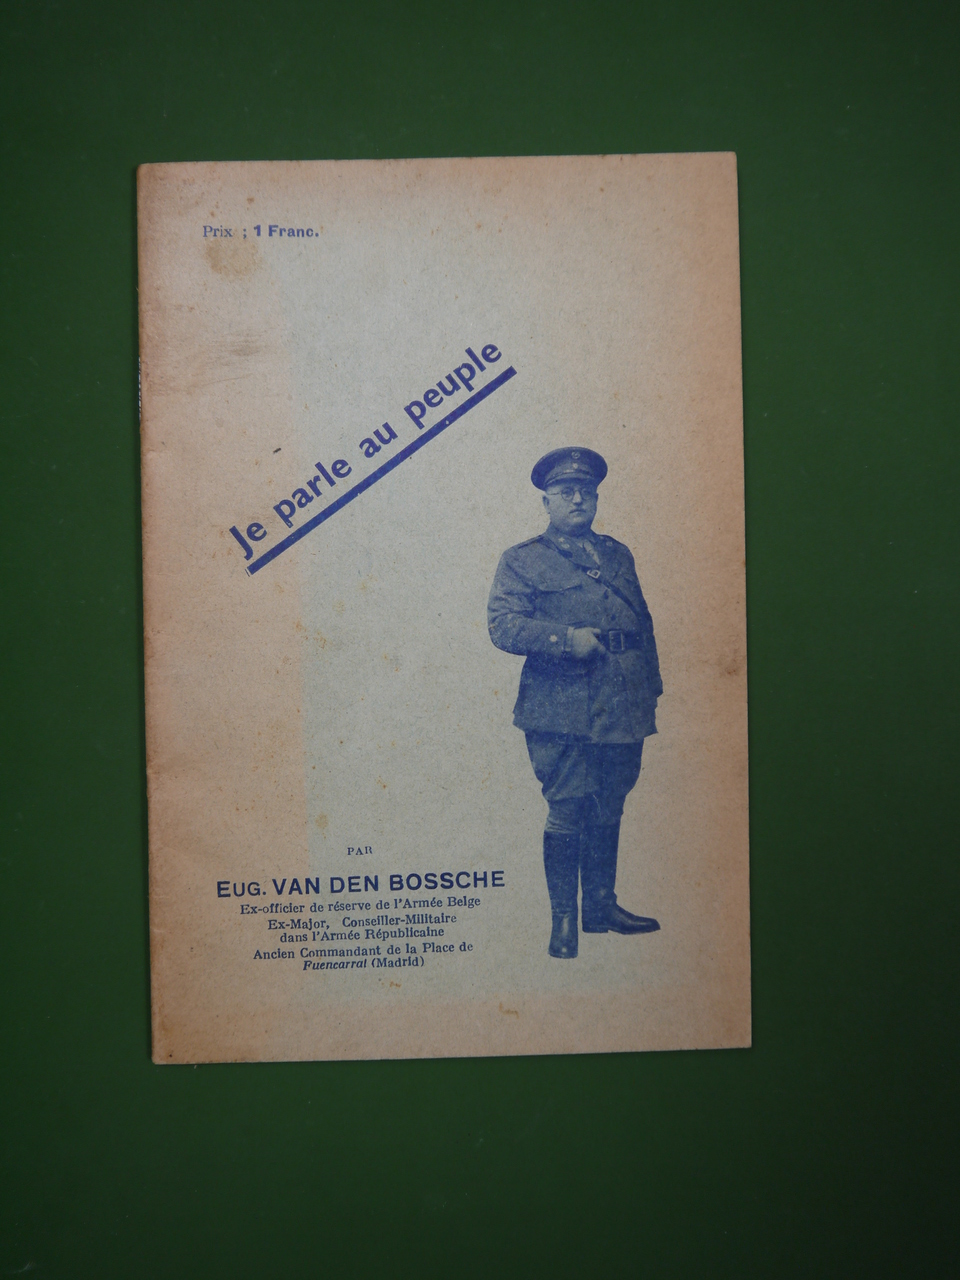 Prix : 1 Franc.
Je parle au peuple
PAR
EUG. VAN DEN BOSSCHE
Ex-officier de réserve de l'Armée Belge
Ex-Major, Conseiller-Militaire
dans l'Armée Républicaine
Ancien Commandant de la Place de
Fuencarral (Madrid)